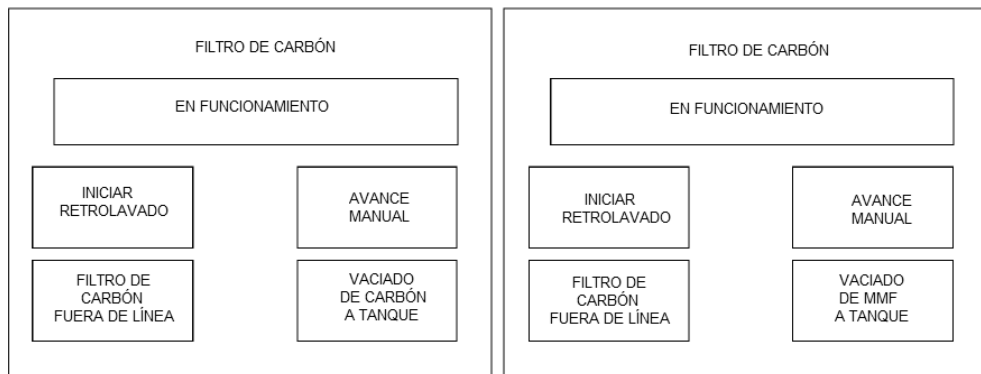 FILTRO DE CARBÓN
EN FUNCIONAMIENTO
INICIAR
RETROLAVADO
AVANCE
MANUAL
FILTRO DE
CARBÓN
FUERA DE LÍNEA
VACIADO
DE CARBÓN
A TANQUE
FILTRO DE CARBÓN
EN FUNCIONAMIENTO
INICIAR
RETROLAVADO
AVANCE
MANUAL
FILTRO DE
CARBÓN
FUERA DE LÍNEA
VACIADO
DE MMF
A TANQUE